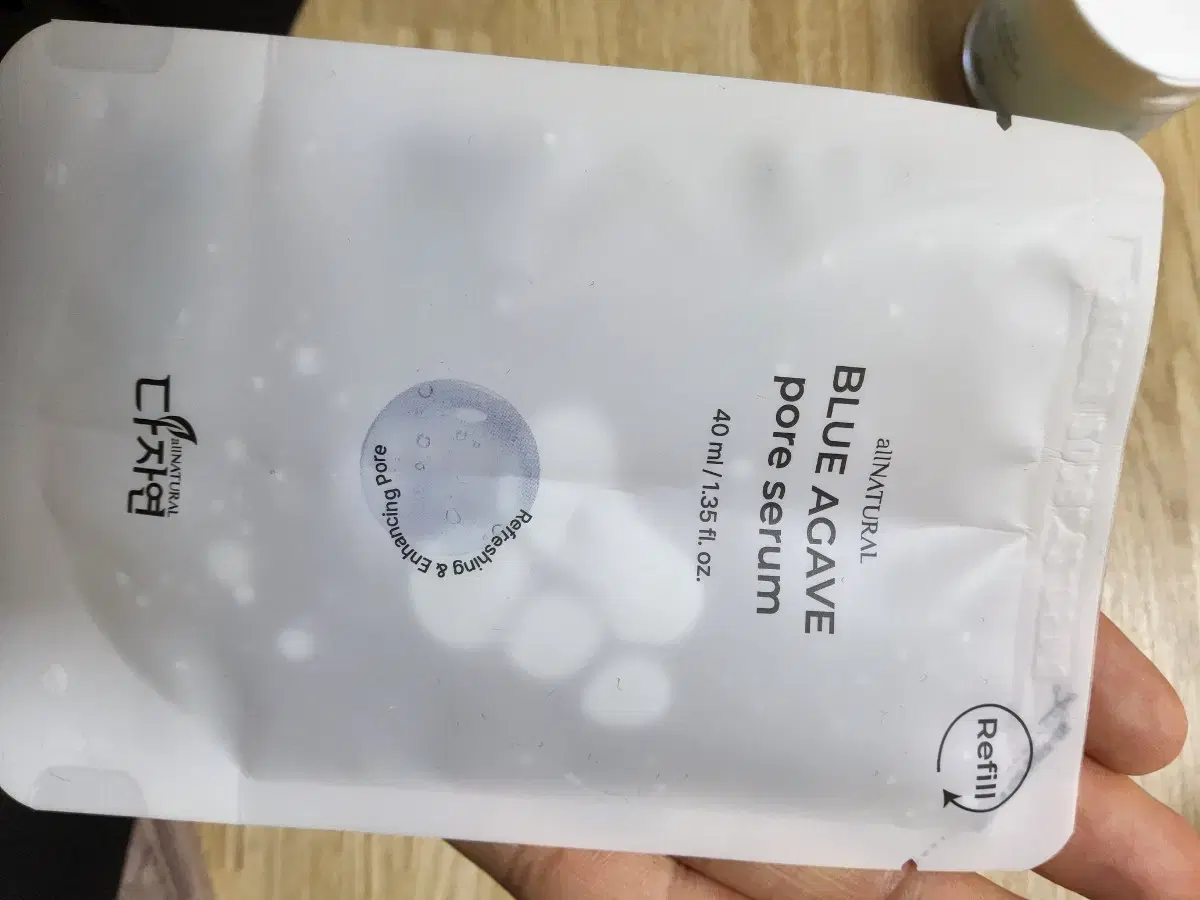 Refill
allNATURAL
BLUE AGAVE
pore serum
40 ml / 1.35 fl. oz.
Refreshing & Enhancing Pore
allNATURAL
다자연